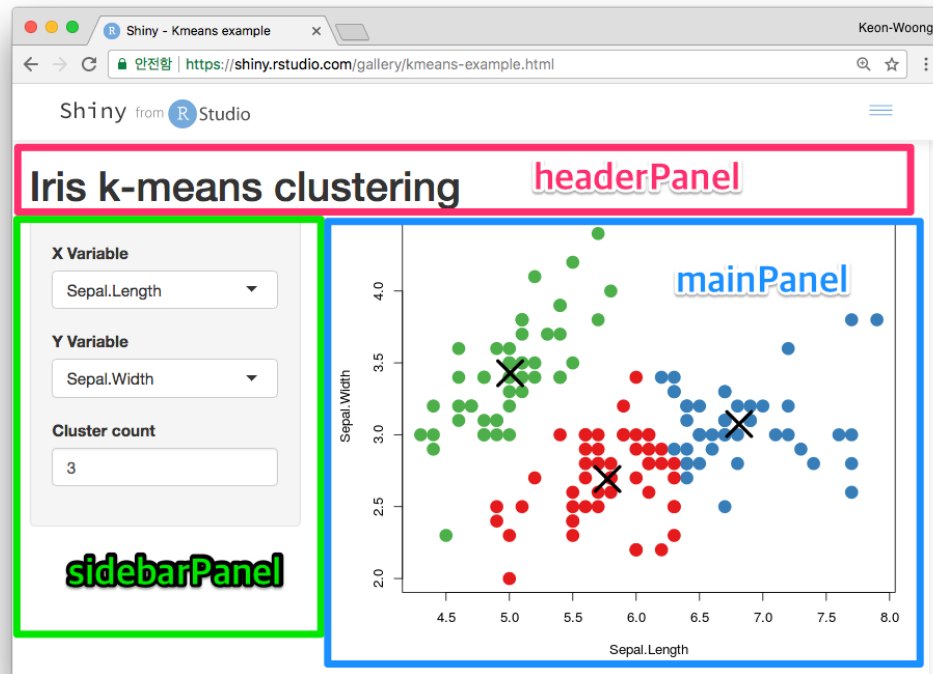 Shiny - Kmeans example
Keon-Woong
안전함 https://shiny.rstudio.com/gallery/kmeans-example.html
Shiny from R Studio
Iris k-means clustering
headerPanel
X Variable
Sepal.Length
Y Variable
Sepal.Width
Cluster count
3
sidebarPanel
mainPanel
Sepal.Width
4.0
3.5
3.0
2.5
2.0
4.5 5.0 5.5 6.0 6.5 7.0 7.5 8.0
Sepal.Length